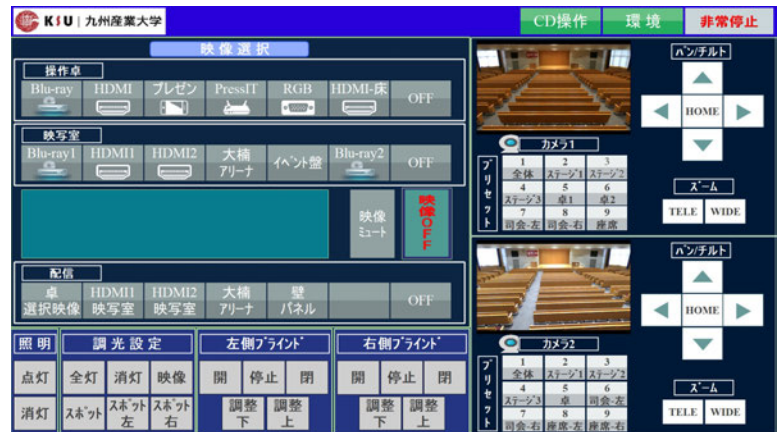 KSU 九州産業大学
CD操作
環境
非常停止
映像選択
操作卓
Blu-ray
HDMI
プレゼン
PressIT
RGB
HDMI-床
OFF
映写室
Blu-ray1
HDMI1
HDMI2
大楠
アリーナ
イベント盤
Blu-ray2
OFF
映像
ミュート
映像OFF
配信
卓
選択映像
HDMI1
映写室
HDMI2
映写室
大楠
アリーナ
壁
パネル
OFF
照明
点灯
消灯
調光設定
全灯
消灯
映像
スポット
スポット
左
スポット
右
左側ブラインド
開
停止
閉
調整
下
調整
上
右側ブラインド
開
停止
閉
調整
下
調整
上
パン/チルト
HOME
カメラ1
プリセット
1
全体
2
ステージ1
3
ステージ2
4
ステージ3
5
卓1
6
卓2
7
司会-左
8
司会-右
9
座席
ズーム
TELE
WIDE
パン/チルト
HOME
カメラ2
プリセット
1
全体
2
ステージ1
3
ステージ2
4
ステージ3
5
卓
6
司会-左
7
司会-右
8
座席-左
9
座席-右
ズーム
TELE
WIDE